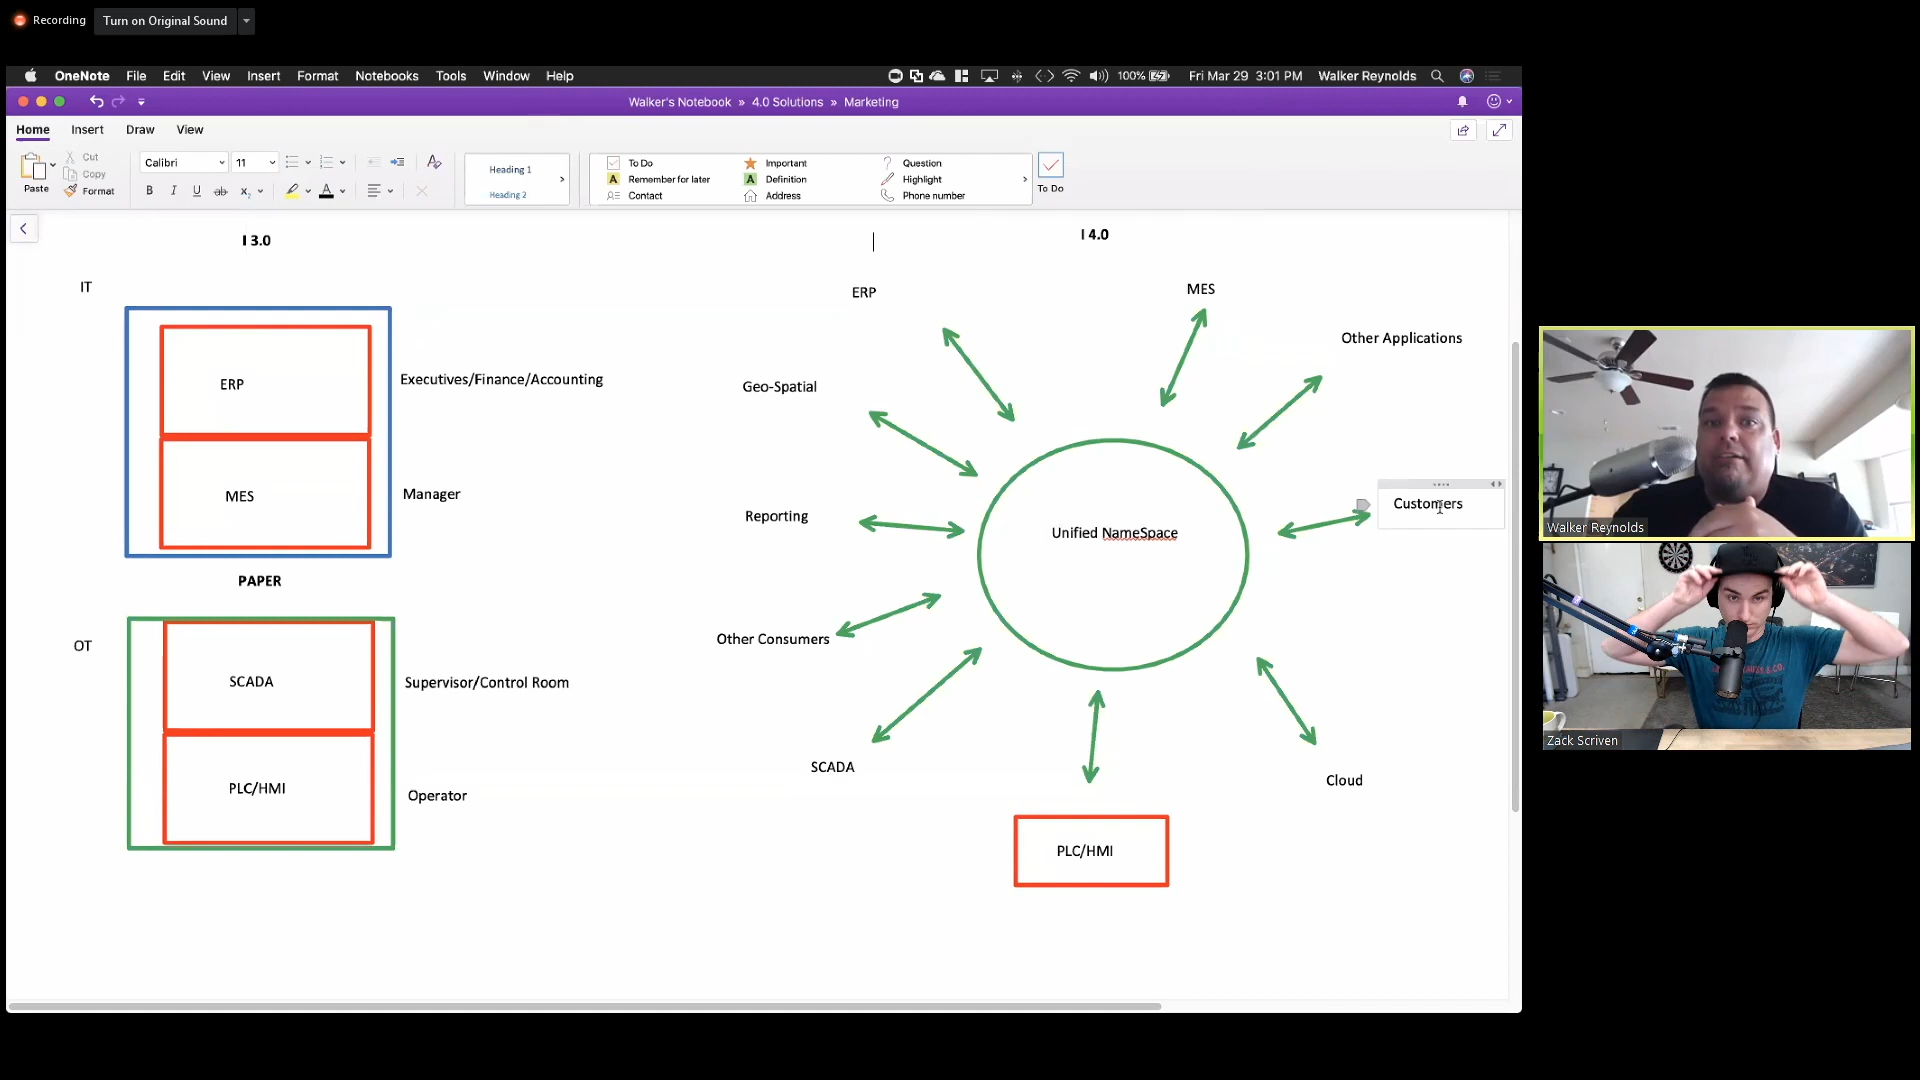 Recording
Turn on Original Sound
OneNote File Edit View Insert Format Notebooks Tools Window Help
100% Fri Mar 29 3:01 PM Walker Reynolds
Walker's Notebook » 4.0 Solutions » Marketing
Home Insert Draw View
Paste
Cut
Copy
Format
Calibri 11
B I U ab x A
Heading 1
Heading 2
To Do
Important
Question
Remember for later
Definition
Highlight
Contact
Address
Phone number
To Do
I 3.0
I 4.0
IT
ERP
Executives/Finance/Accounting
MES
Manager
PAPER
OT
SCADA
Supervisor/Control Room
PLC/HMI
Operator
ERP
MES
Other Applications
Geo-Spatial
Customers
Reporting
Unified NameSpace
Other Consumers
SCADA
Cloud
PLC/HMI
Walker Reynolds
Zack Scriven